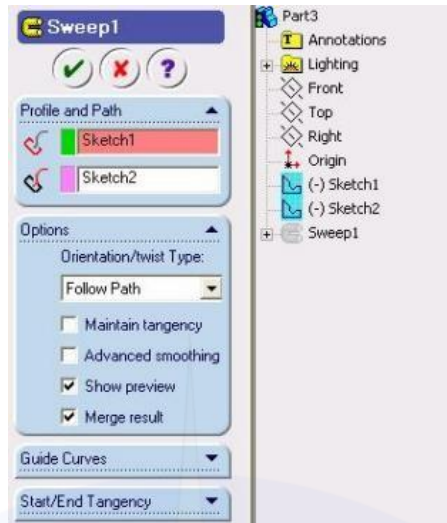 Sweep1
?
Profile and Path
Sketch1
Sketch2
Options
Orientation/twist Type:
Follow Path
Maintain tangency
Advanced smoothing
Show preview
Merge result
Guide Curves
Start/End Tangency
Part3
Annotations
Lighting
Front
Top
Right
Origin
(-) Sketch1
(-) Sketch2
Sweep1